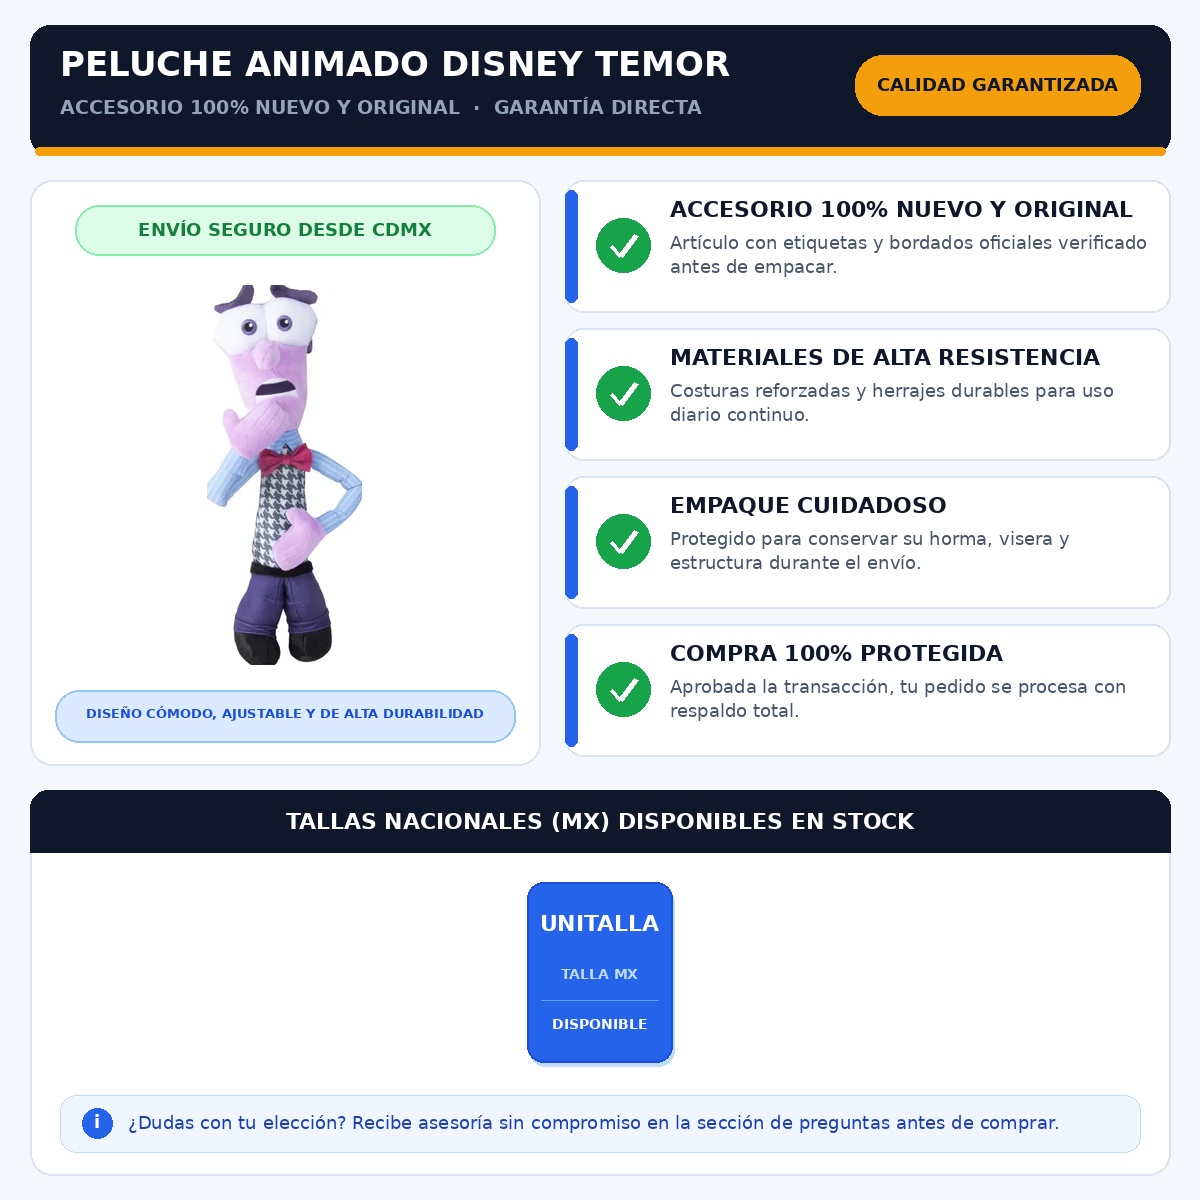 PELUCHE ANIMADO DISNEY TEMOR
ACCESORIO 100% NUEVO Y ORIGINAL · GARANTÍA DIRECTA
CALIDAD GARANTIZADA
ENVÍO SEGURO DESDE CDMX
DISEÑO CÓMODO, AJUSTABLE Y DE ALTA DURABILIDAD
ACCESORIO 100% NUEVO Y ORIGINAL
Artículo con etiquetas y bordados oficiales verificado
antes de empacar.
MATERIALES DE ALTA RESISTENCIA
Costuras reforzadas y herrajes durables para uso
diario continuo.
EMPAQUE CUIDADOSO
Protegido para conservar su horma, visera y
estructura durante el envío.
COMPRA 100% PROTEGIDA
Aprobada la transacción, tu pedido se procesa con
respaldo total.
TALLAS NACIONALES (MX) DISPONIBLES EN STOCK
UNITALLA
TALLA MX
DISPONIBLE
i ¿Dudas con tu elección? Recibe asesoría sin compromiso en la sección de preguntas antes de comprar.